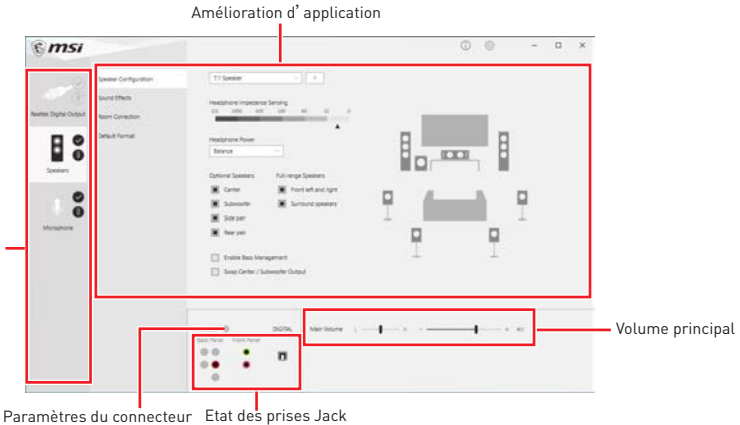 Amélioration d'application
msi
Speaker Configuration
Sound Effects
Room Correction
Default Format
Realtek Digital Output
Speakers
Microphone
7.1 Speaker
Headphone Impedance Sensing
Headphone Power
Balance
Optional Speakers
Full-range Speakers
Center
Front left and right
Subwoofer
Surround speakers
Side pair
Rear pair
Enable Bass Management
Swap Center / Subwoofer Output
DIGITAL
Main Volume
L
R
-
+
Back Panel
Front Panel
Volume principal
Paramètres du connecteur
Etat des prises Jack